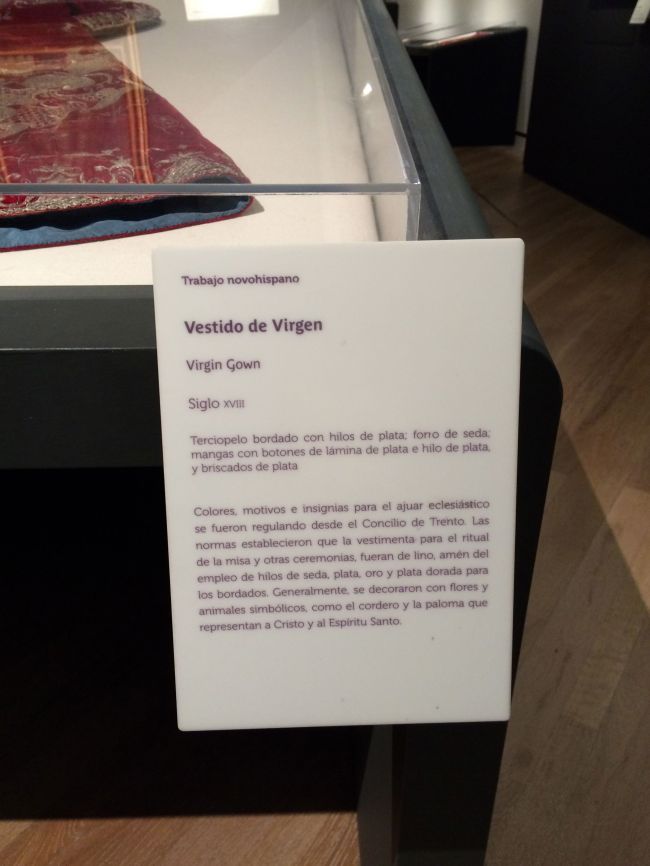 Trabajo novohispano
Vestido de Virgen
Virgin Gown
Siglo XVIII
Terciopelo bordado con hilos de plata; forro de seda;
mangas con botones de lámina de plata e hilo de plata,
y briscados de plata
Colores, motivos e insignias para el ajuar eclesiástico
se fueron regulando desde el Concilio de Trento. Las
normas establecieron que la vestimenta para el ritual
de la misa y otras ceremonias, fueran de lino, amén del
empleo de hilos de seda, plata, oro y plata dorada para
los bordados. Generalmente, se decoraron con flores y
animales simbólicos, como el cordero y la paloma que
representan a Cristo y al Espíritu Santo.